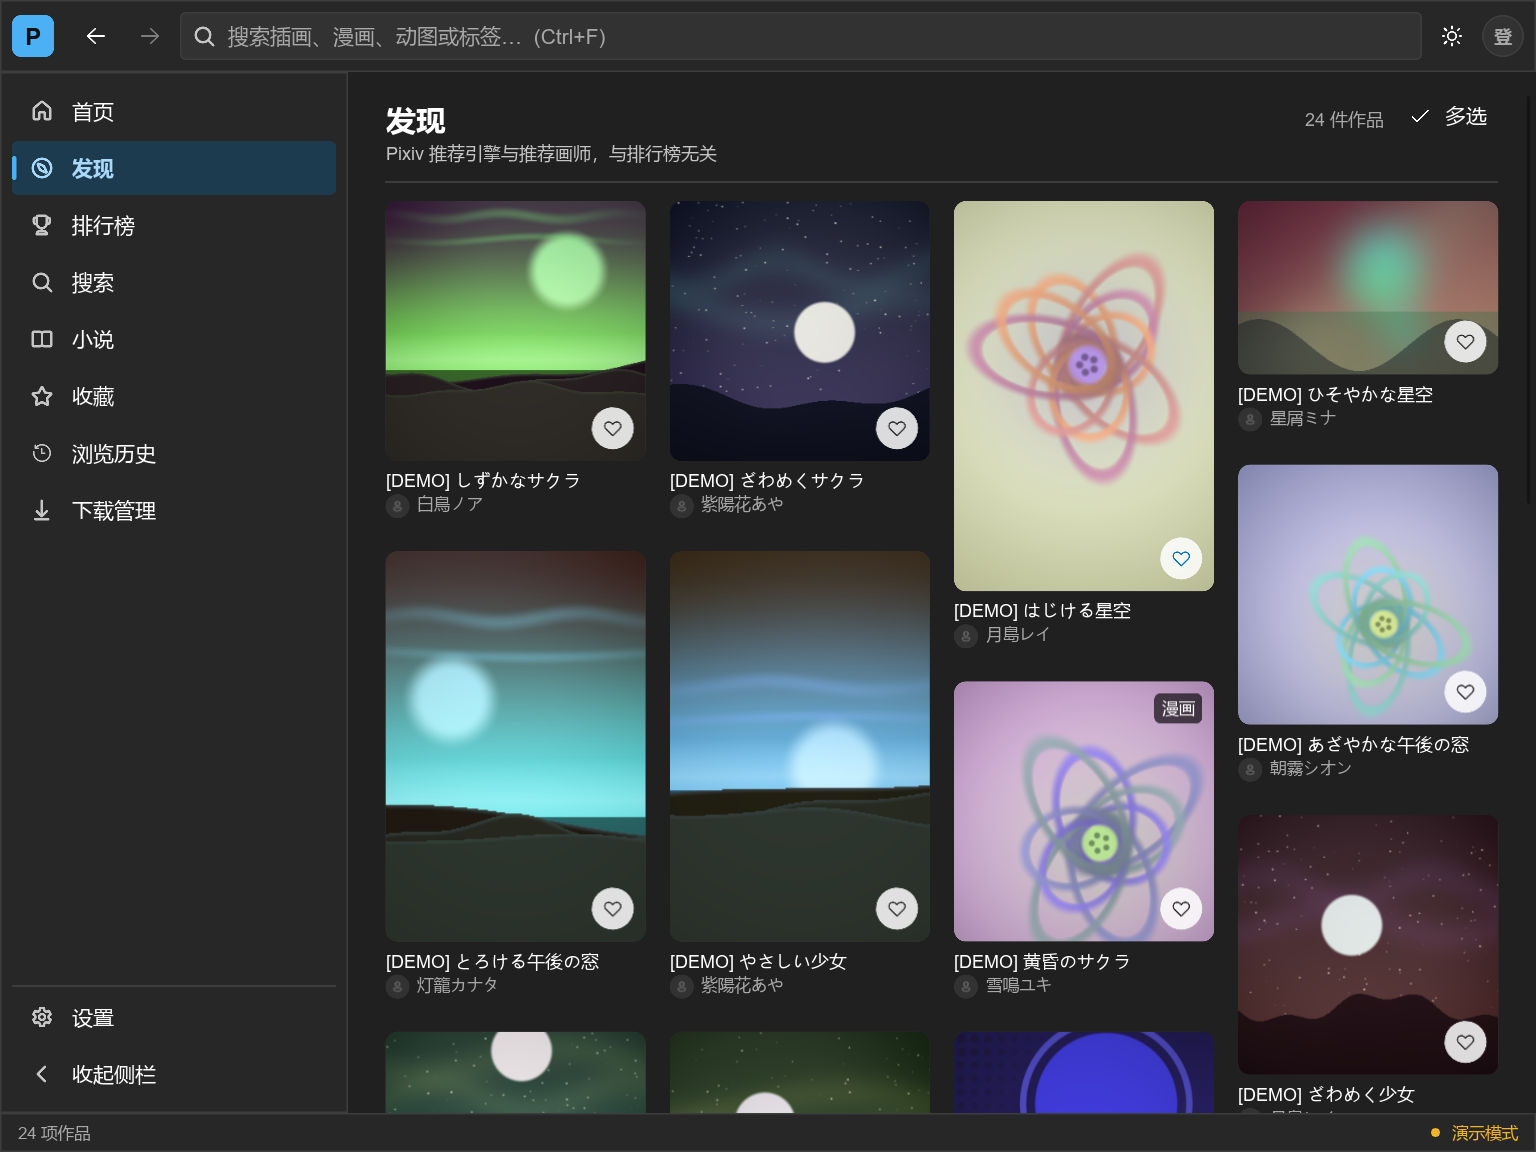 P
搜索插画、漫画、动图或标签... (Ctrl+F)
登
首页
发现
排行榜
搜索
小说
收藏
浏览历史
下载管理
设置
收起侧栏
发现
24 件作品
多选
Pixiv 推荐引擎与推荐画师，与排行榜无关
[DEMO] しずかなサクラ
白鳥ノア
[DEMO] ざわめくサクラ
紫陽花あや
[DEMO] はじける星空
月島レイ
[DEMO] ひそやかな星空
星屑ミナ
[DEMO] とろける午後の窓
灯籠カナタ
[DEMO] やさしい少女
紫陽花あや
漫画
[DEMO] 黄昏のサクラ
雪鳴ユキ
[DEMO] あざやかな午後の窓
朝霧シオン
[DEMO] ざわめく少女
24 项作品
演示模式